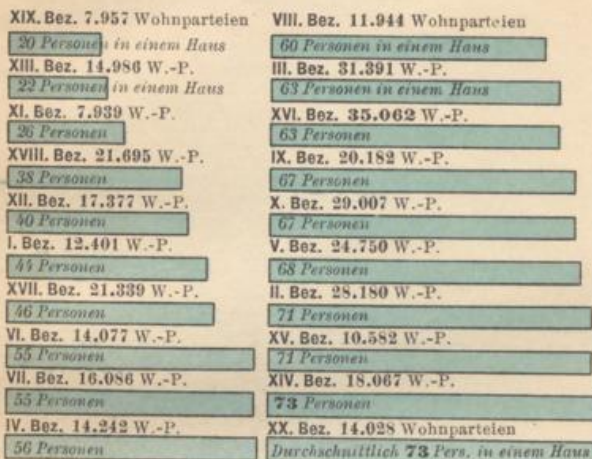 XIX. Bez. 7.957 Wohnparteien
20 Personen in einem Haus
XIII. Bez. 14.986 W.-P.
22 Personen in einem Haus
XI. Bez. 7.939 W.-P.
26 Personen
XVIII. Bez. 21.695 W.-P.
38 Personen
XII. Bez. 17.377 W.-P.
40 Personen
I. Bez. 12.401 W.-P.
44 Personen
XVII. Bez. 21.339 W.-P.
46 Personen
VI. Bez. 14.077 W.-P.
55 Personen
VII. Bez. 16.086 W.-P.
55 Personen
IV. Bez. 14.242 W.-P.
56 Personen
VIII. Bez. 11.944 Wohnparteien
60 Personen in einem Haus
III. Bez. 31.391 W.-P.
63 Personen in einem Haus
XVI. Bez. 35.062 W.-P.
63 Personen
IX. Bez. 20.182 W.-P.
67 Personen
X. Bez. 29.007 W.-P.
67 Personen
V. Bez. 24.750 W.-P.
68 Personen
II. Bez. 28.180 W.-P.
71 Personen
XV. Bez. 10.582 W.-P.
71 Personen
XIV. Bez. 18.067 W.-P.
73 Personen
XX. Bez. 14.028 Wohnparteien
Durchschnittlich 73 Pers. in einem Haus